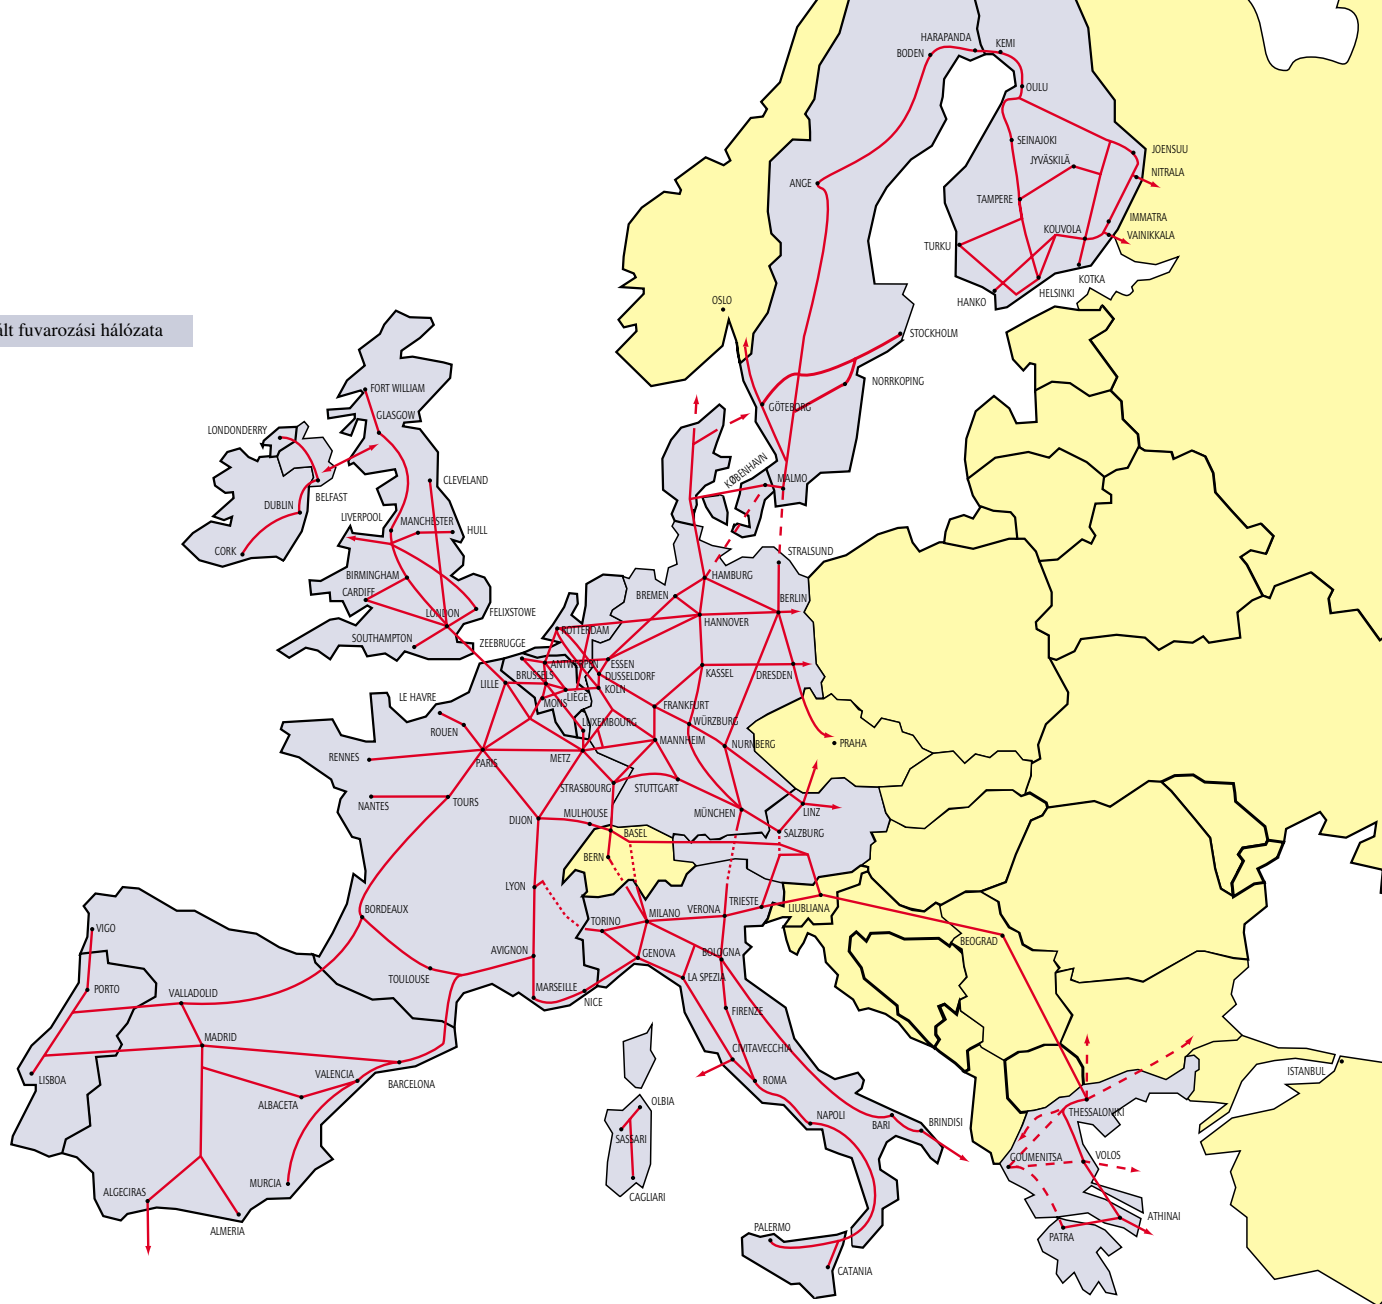 HARAPANDA
KEMI
BODEN
OULU
SEINAJOKI
JOENSUU
JYVÄSKILÄ
NITRALA
ANGE
TAMPERE
IMMATRA
KOUVOLA
VAINIKKALA
TURKU
KOTKA
HELSINKI
HANKO
OSLO
ált fuvarozási hálózata
STOCKHOLM
NORRKOPING
FORT WILLIAM
GÖTEBORG
GLASGOW
LONDONDERRY
KØBENHAVN
MALMO
CLEVELAND
BELFAST
DUBLIN
LIVERPOOL
MANCHESTER
HULL
CORK
STRALSUND
BIRMINGHAM
HAMBURG
CARDIFF
BREMEN
BERLIN
LONDON
FELIXSTOWE
HANNOVER
ROTTERDAM
SOUTHAMPTON
ZEEBRUGGE
ANTWERPEN
ESSEN
BRUSSELS
DUSSELDORF
KASSEL
DRESDEN
LILLE
KOLN
LE HAVRE
MONS
LIEGE
FRANKFURT
LUXEMBOURG
WÜRZBURG
ROUEN
MANNHEIM
NURNBERG
PRAHA
RENNES
PARIS
METZ
STRASBOURG
STUTTGART
NANTES
TOURS
MULHOUSE
MÜNCHEN
LINZ
DIJON
BASEL
SALZBURG
BERN
LYON
BORDEAUX
TRIESTE
LIUBLIANA
VERONA
MILANO
TORINO
VIGO
BEOGRAD
AVIGNON
GENOVA
BOLOGNA
TOULOUSE
LA SPEZIA
PORTO
VALLADOLID
MARSEILLE
NICE
FIRENZE
MADRID
CIVITAVECCHIA
LISBOA
VALENCIA
BARCELONA
ROMA
ISTANBUL
ALBACETA
OLBIA
NAPOLI
THESSALONIKI
BARI
BRINDISI
SASSARI
GOUMENITSA
VOLOS
MURCIA
ALGECIRAS
CAGLIARI
ATHINAI
ALMERIA
PALERMO
PATRA
CATANIA